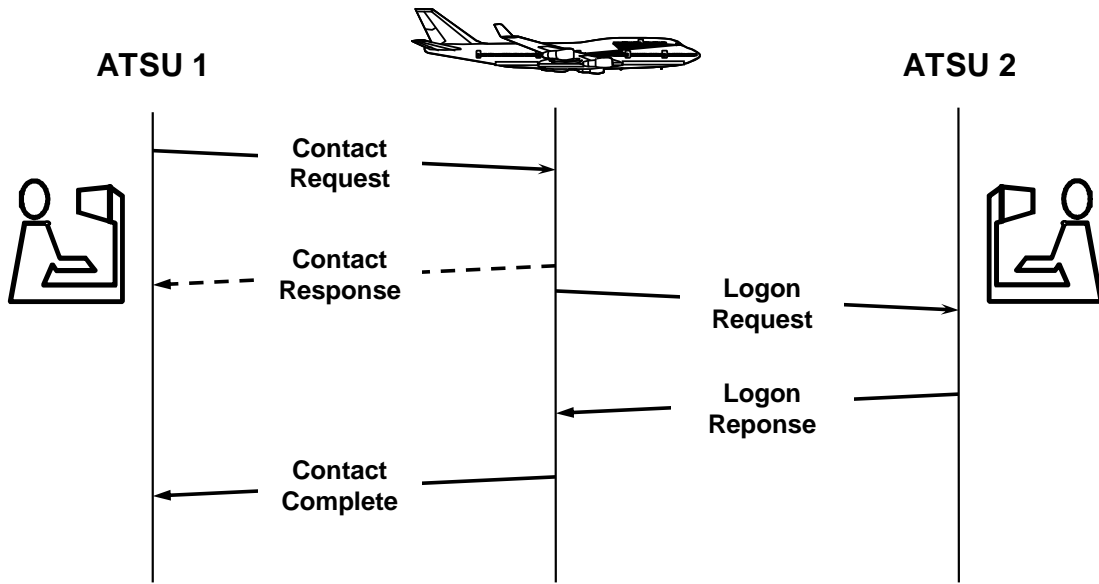 ATSU 1
ATSU 2
Contact
Request
Contact
Response
Logon
Request
Logon
Reponse
Contact
Complete